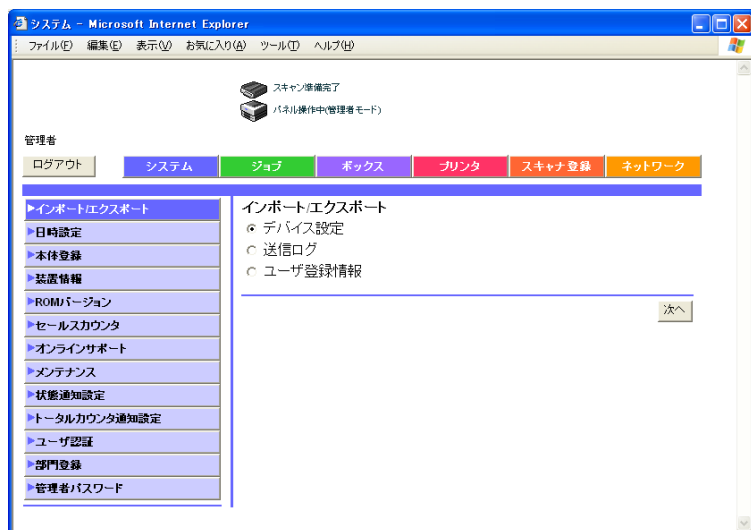 システム - Microsoft Internet Explorer
ファイル(F) 編集(E) 表示(V) お気に入り(A) ツール(T) ヘルプ(H)
スキャン準備完了
パネル操作中(管理者モード)
管理者
ログアウト システム ジョブ ボックス プリンタ スキャナ登録 ネットワーク
インポート/エクスポート
日時設定
本体登録
装置情報
ROMバージョン
セールスカウンタ
オンラインサポート
メンテナンス
状態通知設定
トータルカウンタ通知設定
ユーザ認証
部門登録
管理者パスワード
インポート/エクスポート
デバイス設定
送信ログ
ユーザ登録情報
次へ